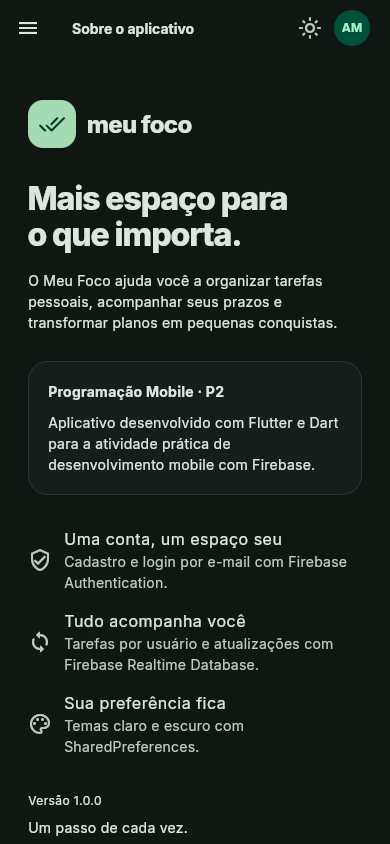 Sobre o aplicativo
AM
meu foco
Mais espaço para
o que importa.
O Meu Foco ajuda você a organizar tarefas
pessoais, acompanhar seus prazos e
transformar planos em pequenas conquistas.
Programação Mobile · P2
Aplicativo desenvolvido com Flutter e Dart
para a atividade prática de
desenvolvimento mobile com Firebase.
Uma conta, um espaço seu
Cadastro e login por e-mail com Firebase
Authentication.
Tudo acompanha você
Tarefas por usuário e atualizações com
Firebase Realtime Database.
Sua preferência fica
Temas claro e escuro com
SharedPreferences.
Versão 1.0.0
Um passo de cada vez.